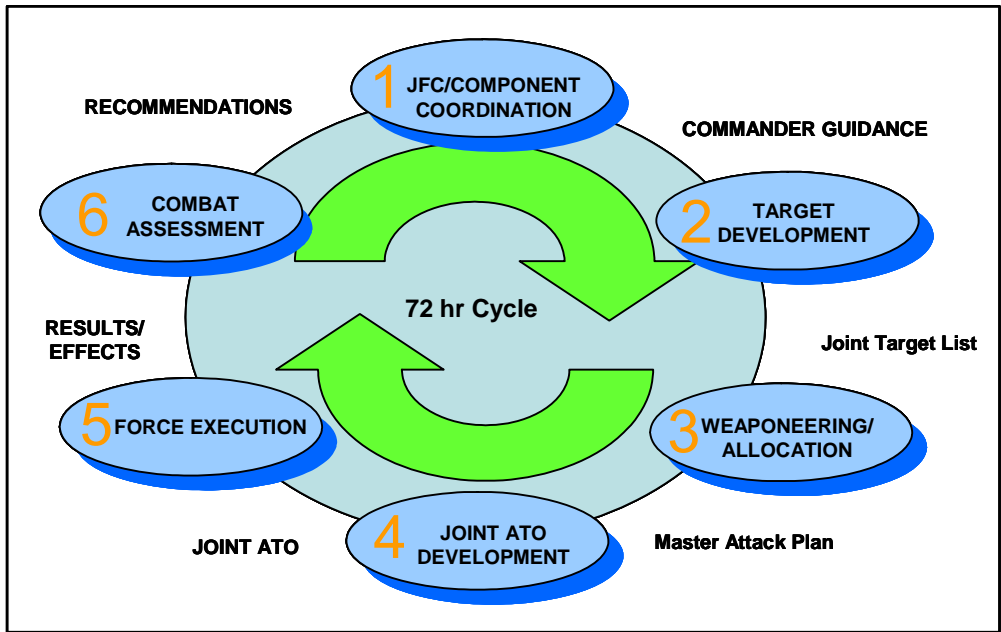 1
JFC/COMPONENT
COORDINATION
RECOMMENDATIONS
COMMANDER GUIDANCE
6
COMBAT
ASSESSMENT
2
TARGET
DEVELOPMENT
72 hr Cycle
RESULTS/
EFFECTS
Joint Target List
5
FORCE EXECUTION
3
WEAPONEERING/
ALLOCATION
4
JOINT ATO
DEVELOPMENT
JOINT ATO
Master Attack Plan